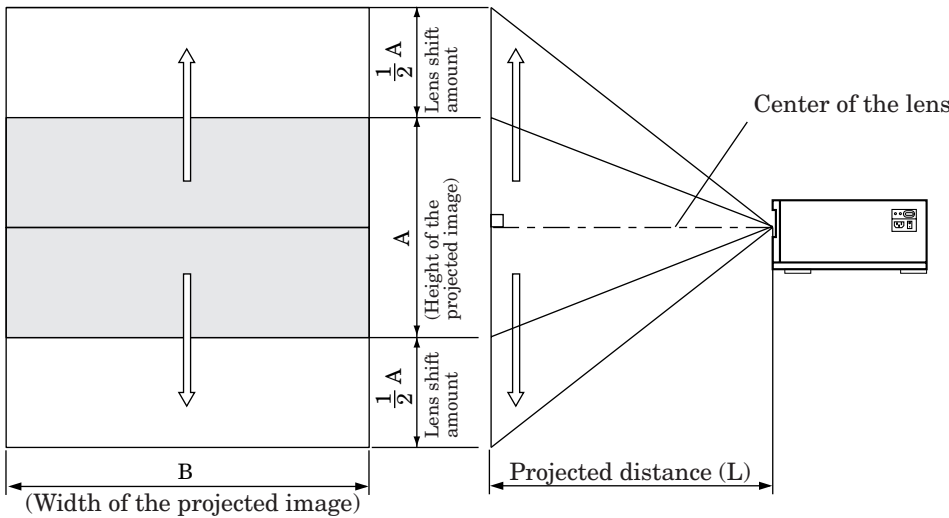 1/2 A
Lens shift
amount
A
(Height of the
projected image)
1/2 A
Lens shift
amount
Center of the lens
B
(Width of the projected image)
Projected distance (L)